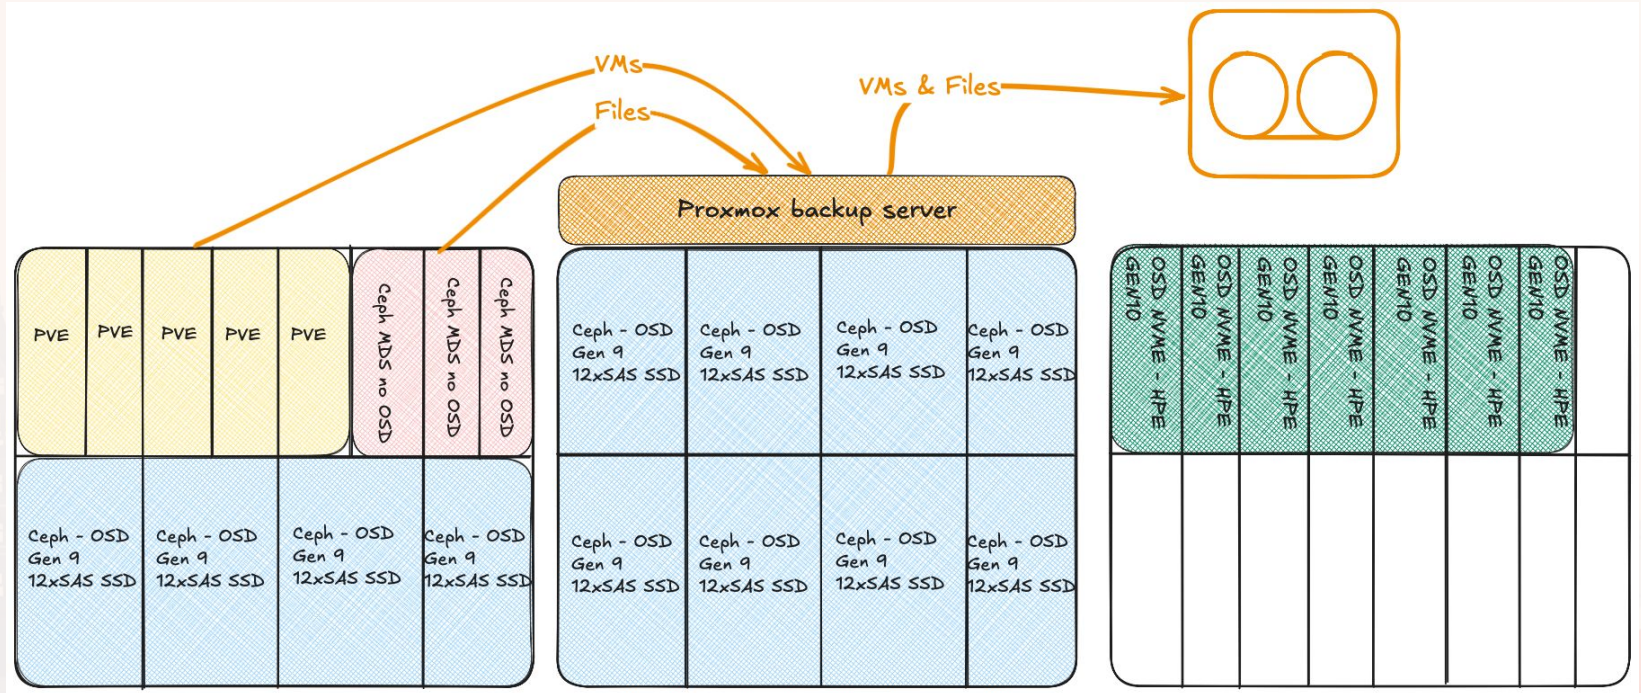 VMs
Files
VMs & Files
Proxmox backup server
PVE
PVE
PVE
PVE
PVE
Ceph MDS no OSD
Ceph MDS no OSD
Ceph MDS no OSD
Ceph - OSD
Gen 9
12xSAS SSD
Ceph - OSD
Gen 9
12xSAS SSD
Ceph - OSD
Gen 9
12xSAS SSD
Ceph - OSD
Gen 9
12xSAS SSD
Ceph - OSD
Gen 9
12xSAS SSD
Ceph - OSD
Gen 9
12xSAS SSD
Ceph - OSD
Gen 9
12xSAS SSD
Ceph - OSD
Gen 9
12xSAS SSD
Ceph - OSD
Gen 9
12xSAS SSD
Ceph - OSD
Gen 9
12xSAS SSD
Ceph - OSD
Gen 9
12xSAS SSD
Ceph - OSD
Gen 9
12xSAS SSD
OSD NVME - HPE
GEN10
OSD NVME - HPE
GEN10
OSD NVME - HPE
GEN10
OSD NVME - HPE
GEN10
OSD NVME - HPE
GEN10
OSD NVME - HPE
GEN10
OSD NVME - HPE
GEN10